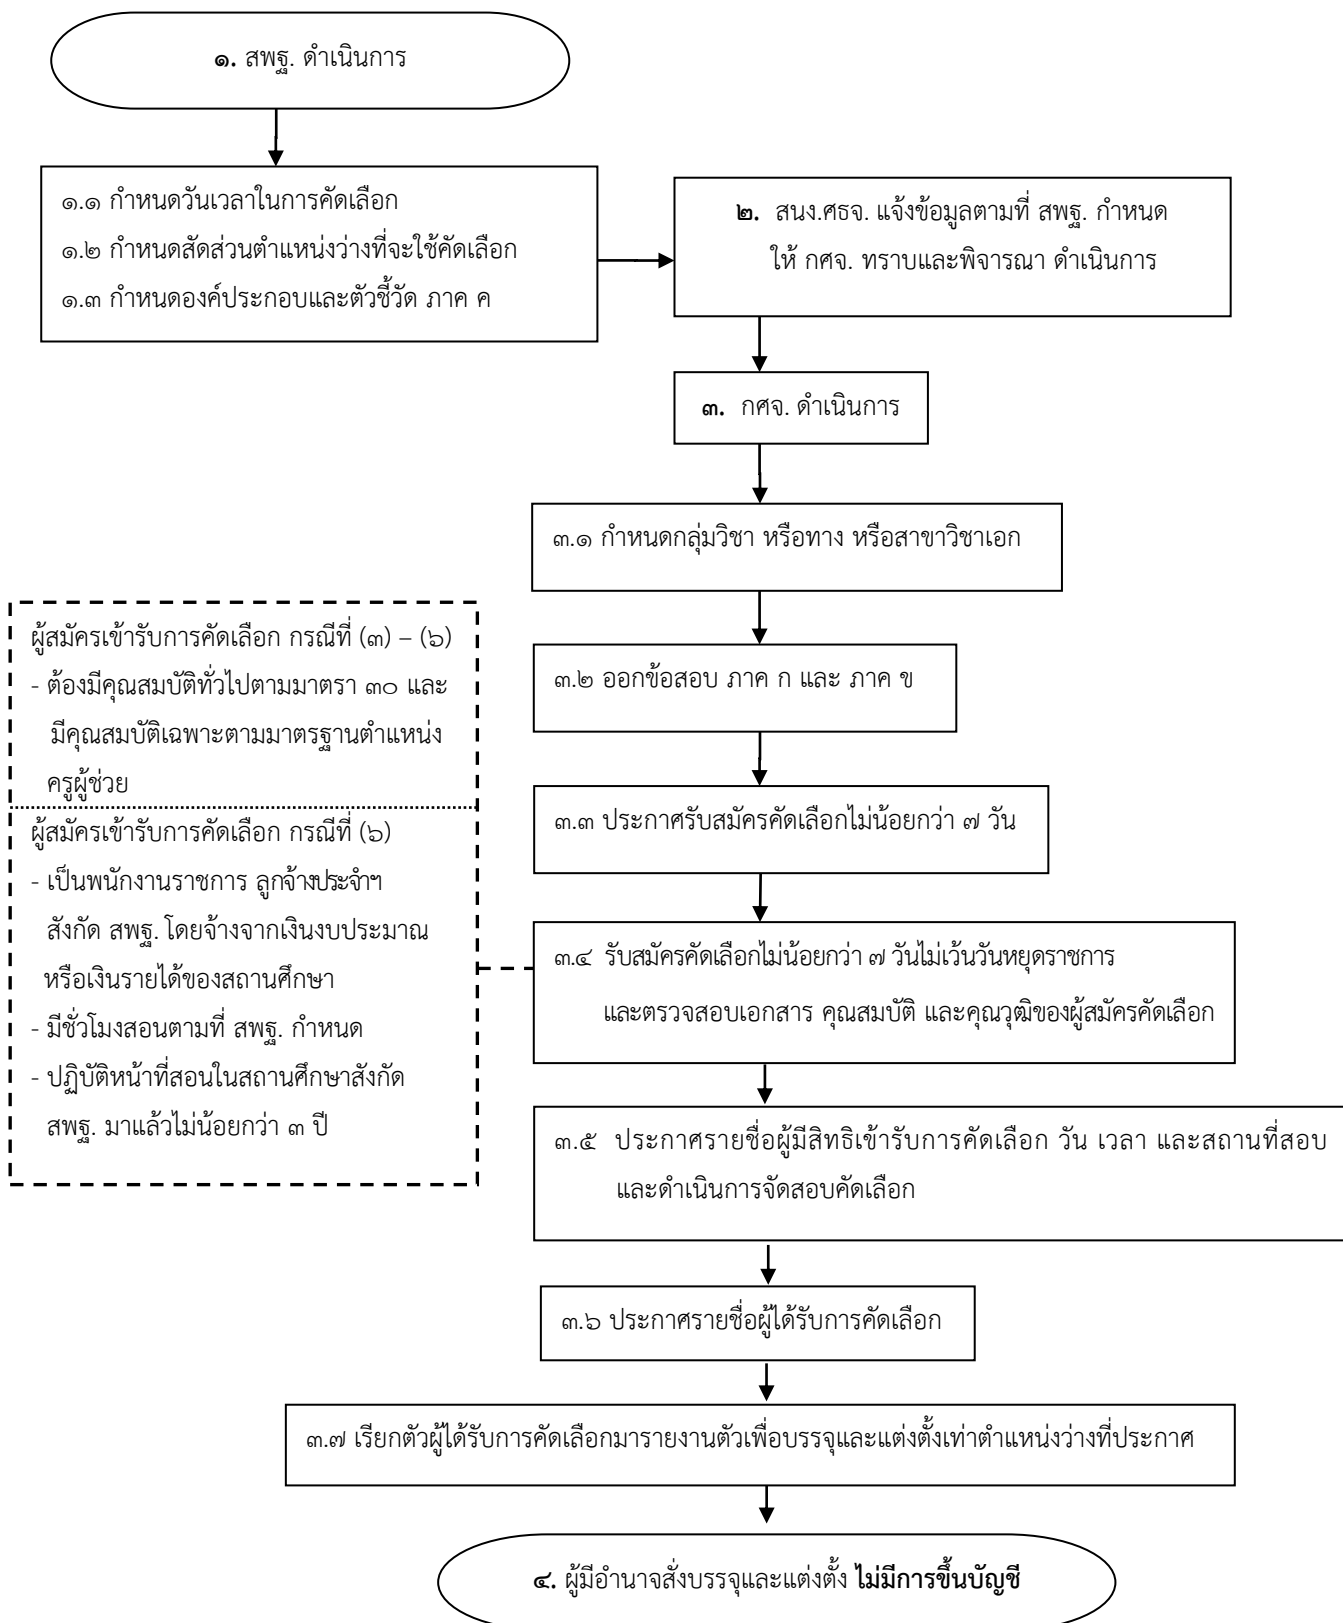 ๑. สพฐ. ดำเนินการ
๑.๑ กำหนดวันเวลาในการคัดเลือก
๑.๒ กำหนดสัดส่วนตำแหน่งว่างที่จะใช้คัดเลือก
๑.๓ กำหนดองค์ประกอบและตัวชี้วัด ภาค ค
๒. สนง.ศธจ. แจ้งข้อมูลตามที่ สพฐ. กำหนด
ให้ กศจ. ทราบและพิจารณา ดำเนินการ
๓. กศจ. ดำเนินการ
๓.๑ กำหนดกลุ่มวิชา หรือทาง หรือสาขาวิชาเอก
๓.๒ ออกข้อสอบ ภาค ก และ ภาค ข
๓.๓ ประกาศรับสมัครคัดเลือกไม่น้อยกว่า ๗ วัน
ผู้สมัครเข้ารับการคัดเลือก กรณีที่ (๓) – (๖)
- ต้องมีคุณสมบัติทั่วไปตามมาตรา ๓๐ และ
มีคุณสมบัติเฉพาะตามมาตรฐานตำแหน่ง
ครูผู้ช่วย
ผู้สมัครเข้ารับการคัดเลือก กรณีที่ (๖)
- เป็นพนักงานราชการ ลูกจ้างประจำฯ
สังกัด สพฐ. โดยจ้างจากเงินงบประมาณ
หรือเงินรายได้ของสถานศึกษา
- มีชั่วโมงสอนตามที่ สพฐ. กำหนด
- ปฏิบัติหน้าที่สอนในสถานศึกษาสังกัด
สพฐ. มาแล้วไม่น้อยกว่า ๓ ปี
๓.๔ รับสมัครคัดเลือกไม่น้อยกว่า ๗ วันไม่เว้นวันหยุดราชการ
และตรวจสอบเอกสาร คุณสมบัติ และคุณวุฒิของผู้สมัครคัดเลือก
๓.๕ ประกาศรายชื่อผู้มีสิทธิเข้ารับการคัดเลือก วัน เวลา และสถานที่สอบ
และดำเนินการจัดสอบคัดเลือก
๓.๖ ประกาศรายชื่อผู้ได้รับการคัดเลือก
๓.๗ เรียกตัวผู้ได้รับการคัดเลือกมารายงานตัวเพื่อบรรจุและแต่งตั้งเท่าตำแหน่งว่างที่ประกาศ
๔. ผู้มีอำนาจสั่งบรรจุและแต่งตั้ง ไม่มีการขึ้นบัญชี